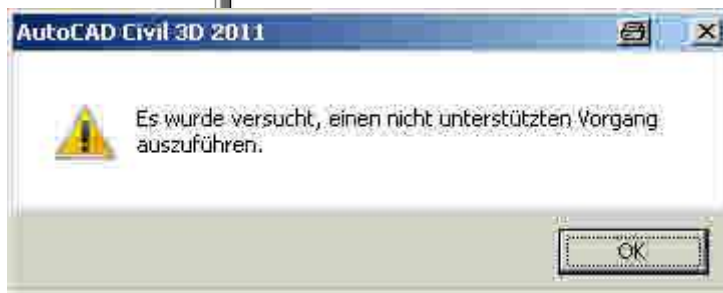 AutoCAD Civil 3D 2011
Es wurde versucht, einen nicht unterstützten Vorgang
auszuführen.
OK